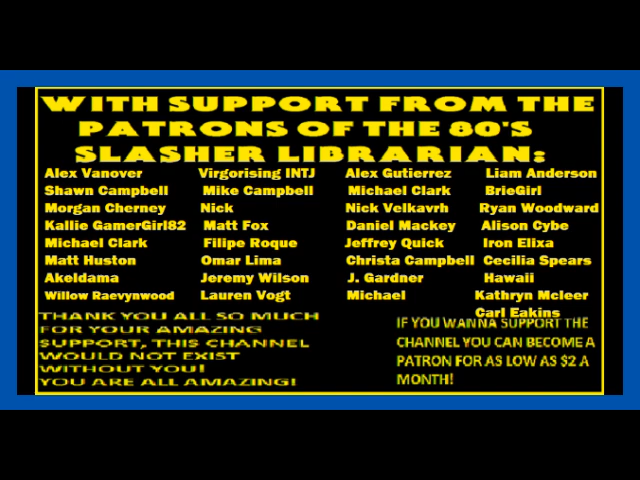 WITH SUPPORT FROM THE
PATRONS OF THE 80'S
SLASHER LIBRARIAN:
Alex Vanover Virgorising INTJ Alex Gutierrez Liam Anderson
Shawn Campbell Mike Campbell Michael Clark BrieGirl
Morgan Cherney Nick Nick Velkavrh Ryan Woodward
Kallie GamerGirl82 Matt Fox Daniel Mackey Alison Cybe
Michael Clark Filipe Roque Jeffrey Quick Iron Elixa
Matt Huston Omar Lima Christa Campbell Cecilia Spears
Akeldama Jeremy Wilson J. Gardner Hawaii
Willow Raevynwood Lauren Vogt Michael Kathryn Mcleer
Carl Eakins
THANK YOU ALL SO MUCH
FOR YOUR AMAZING
SUPPORT, THIS CHANNEL
WOULD NOT EXIST
WITHOUT YOU!
YOU ARE ALL AMAZING!
IF YOU WANNA SUPPORT THE
CHANNEL YOU CAN BECOME A
PATRON FOR AS LOW AS $2 A
MONTH!